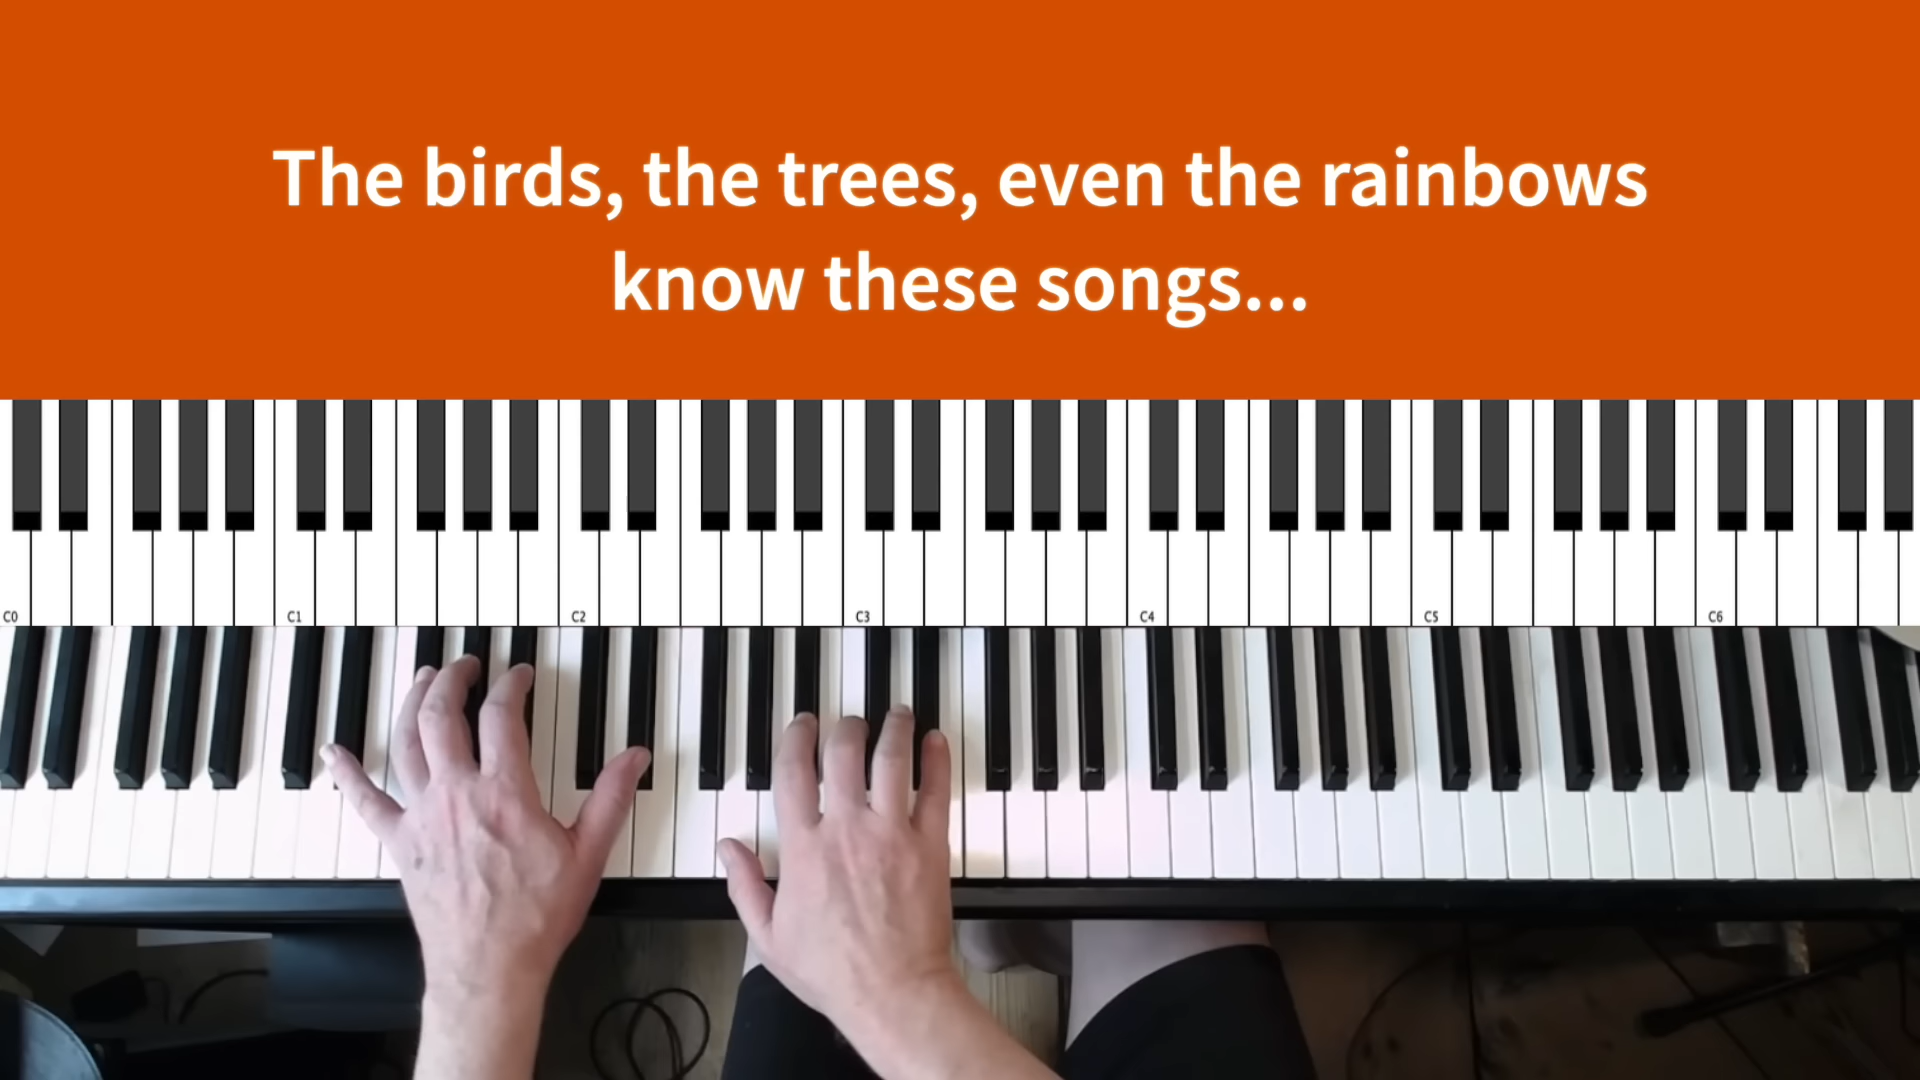 The birds, the trees, even the rainbows
know these songs...
C0 C1 C2 C3 C4 C5 C6